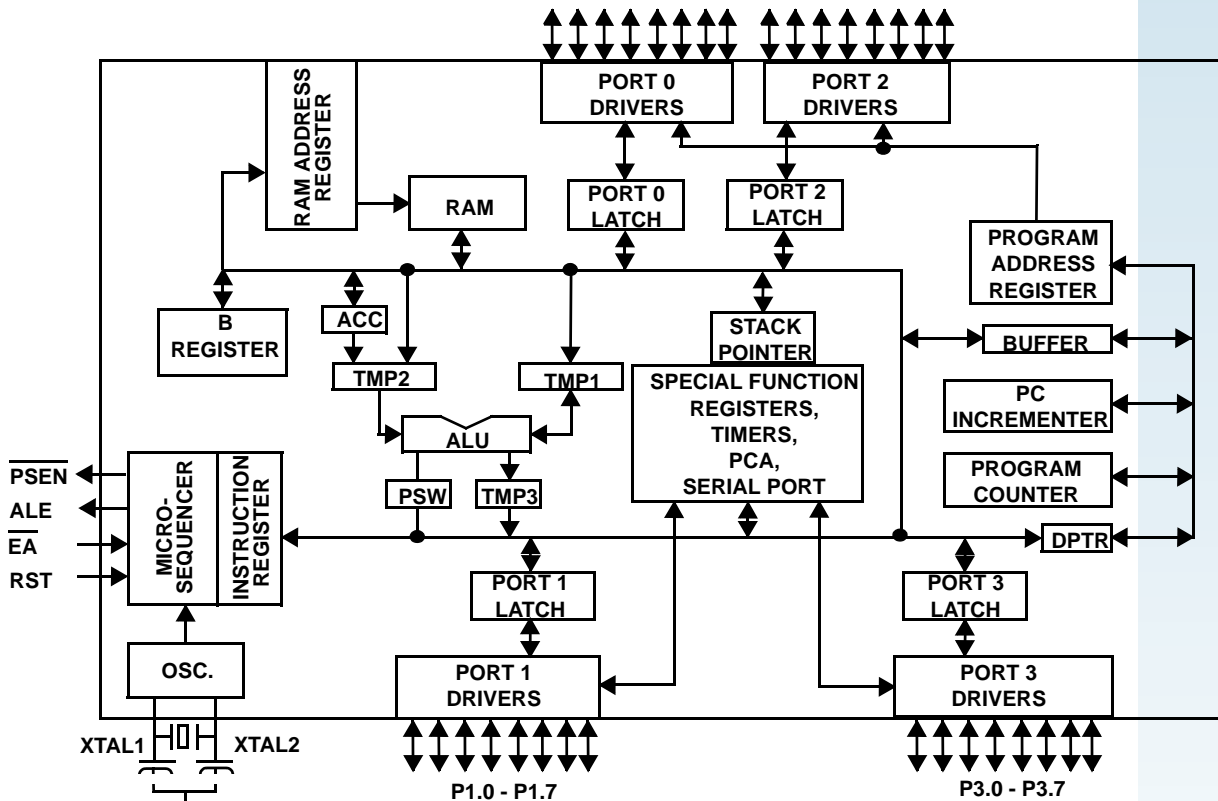 PORT 0
DRIVERS
PORT 2
DRIVERS
RAM ADDRESS
REGISTER
RAM
PORT 0
LATCH
PORT 2
LATCH
PROGRAM
ADDRESS
REGISTER
B
REGISTER
ACC
STACK
POINTER
BUFFER
TMP2
TMP1
SPECIAL FUNCTION
REGISTERS,
TIMERS,
PCA,
SERIAL PORT
PC
INCREMENTER
ALU
PROGRAM
COUNTER
PSEN
ALE
EA
RST
MICRO-
SEQUENCER
INSTRUCTION
REGISTER
PSW
TMP3
DPTR
PORT 1
LATCH
PORT 3
LATCH
OSC.
PORT 1
DRIVERS
PORT 3
DRIVERS
XTAL1
XTAL2
P1.0 - P1.7
P3.0 - P3.7